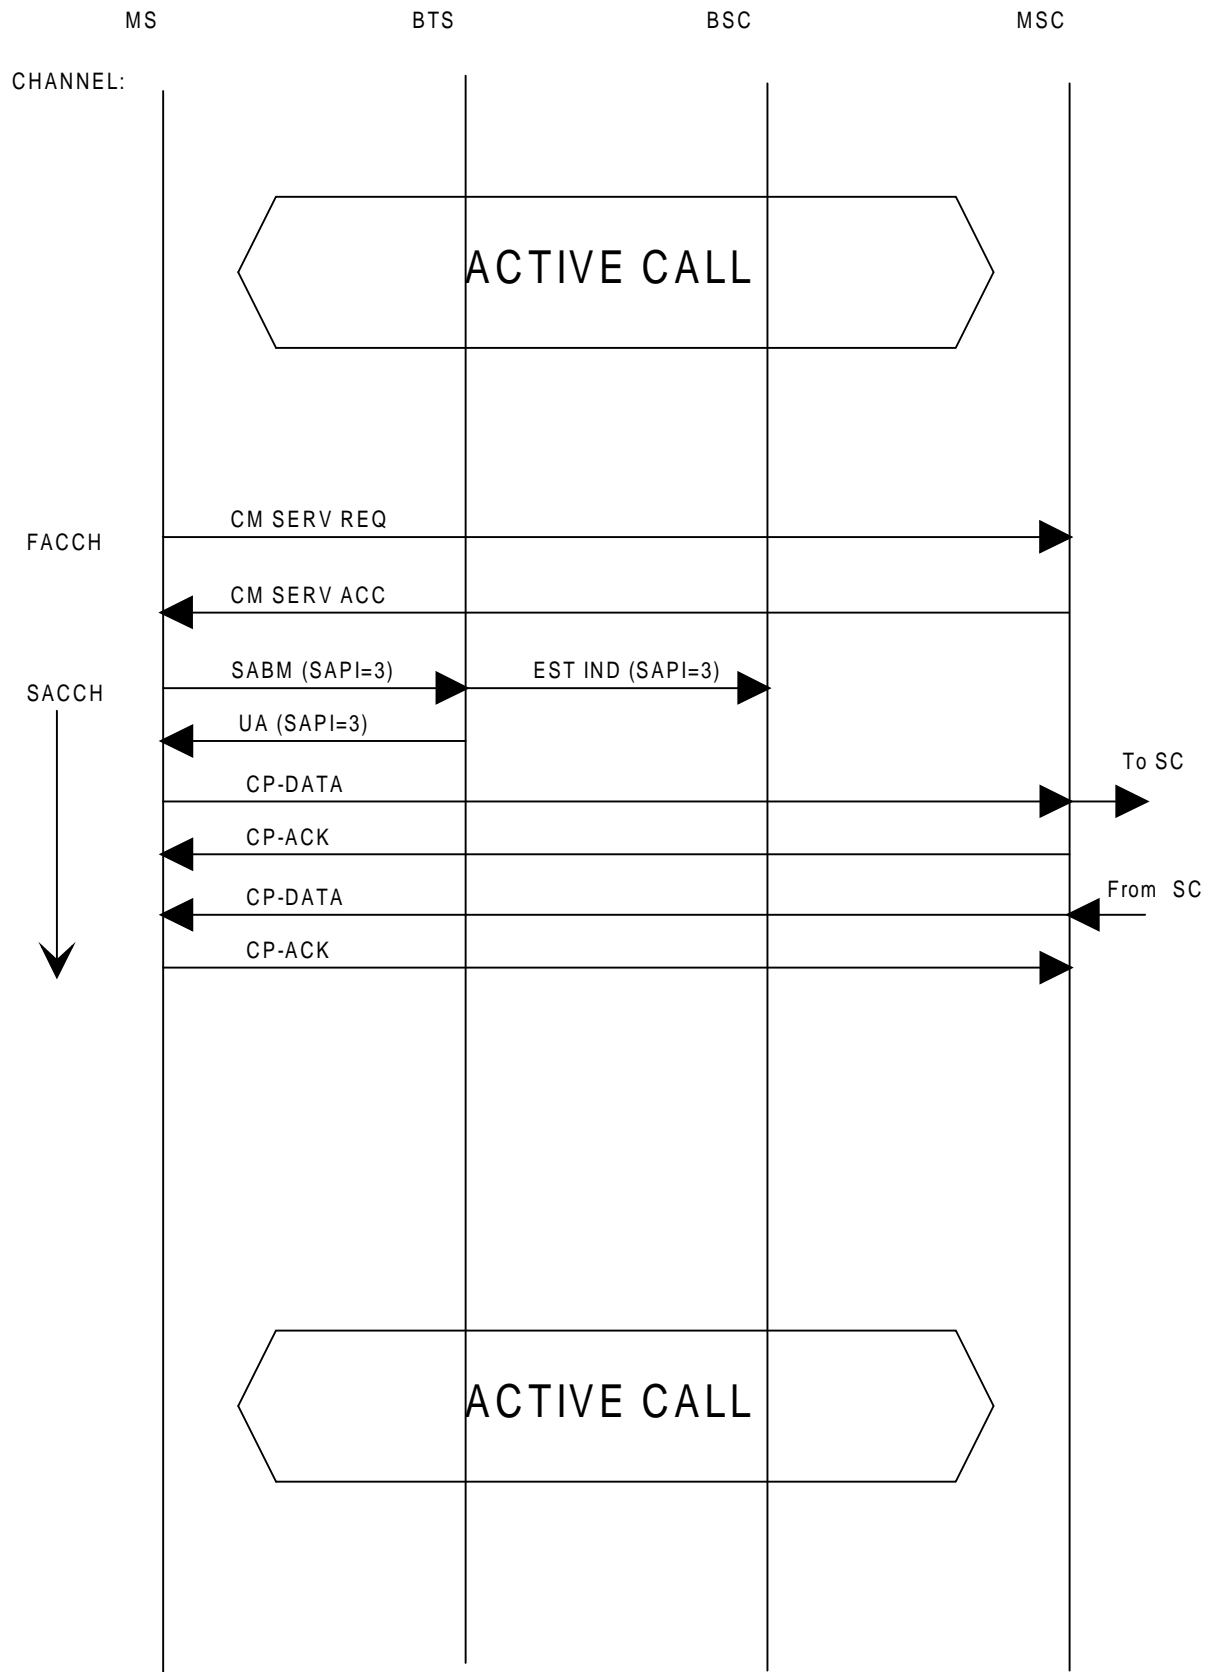 MS BTS BSC MSC
CHANNEL:
ACTIVE CALL
CM SERV REQ
FACCH
CM SERV ACC
SABM (SAPI=3) EST IND (SAPI=3)
SACCH
UA (SAPI=3)
To SC
CP-DATA
CP-ACK
From SC
CP-DATA
CP-ACK
ACTIVE CALL